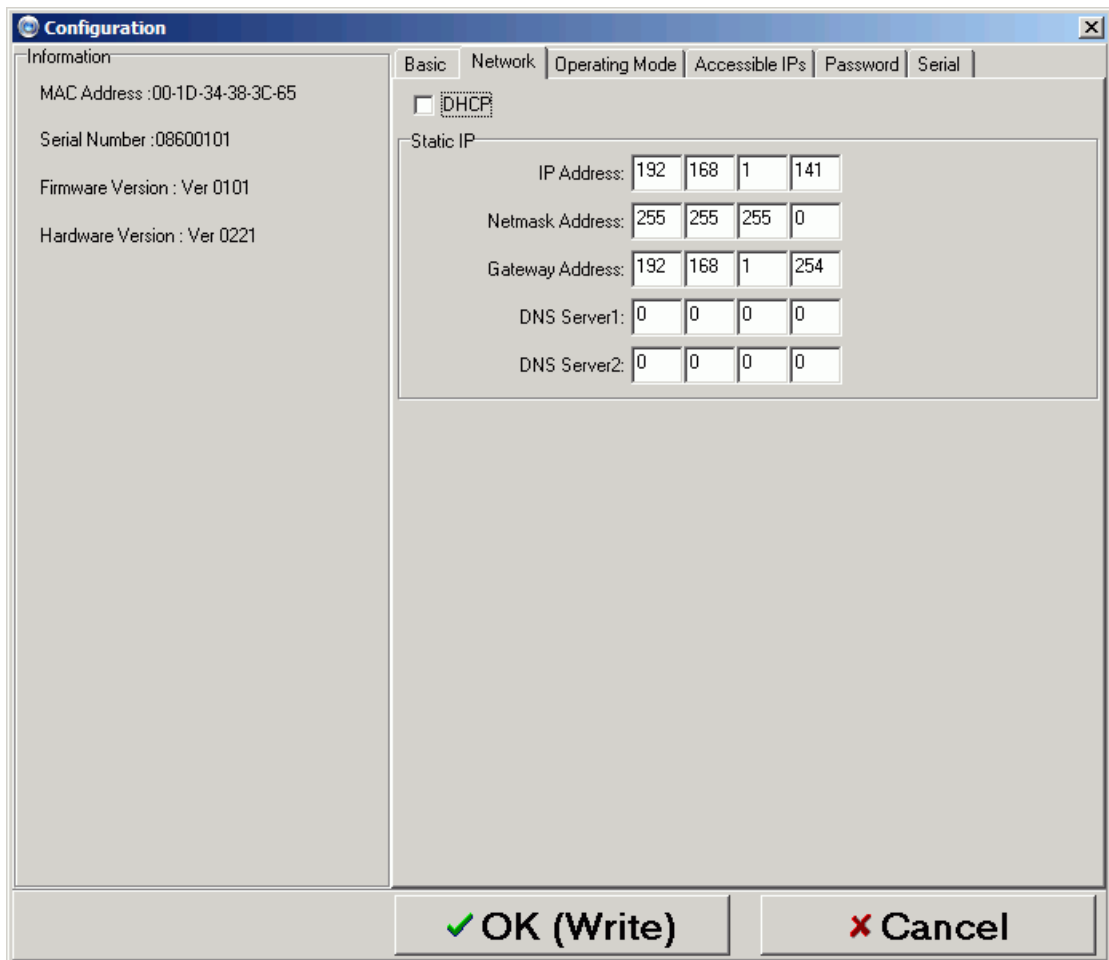 Configuration
Information
MAC Address :00-1D-34-38-3C-65
Serial Number :08600101
Firmware Version : Ver 0101
Hardware Version : Ver 0221
Basic Network Operating Mode Accessible IPs Password Serial
DHCP
Static IP
IP Address: 192 168 1 141
Netmask Address: 255 255 255 0
Gateway Address: 192 168 1 254
DNS Server1: 0 0 0 0
DNS Server2: 0 0 0 0
OK (Write) Cancel